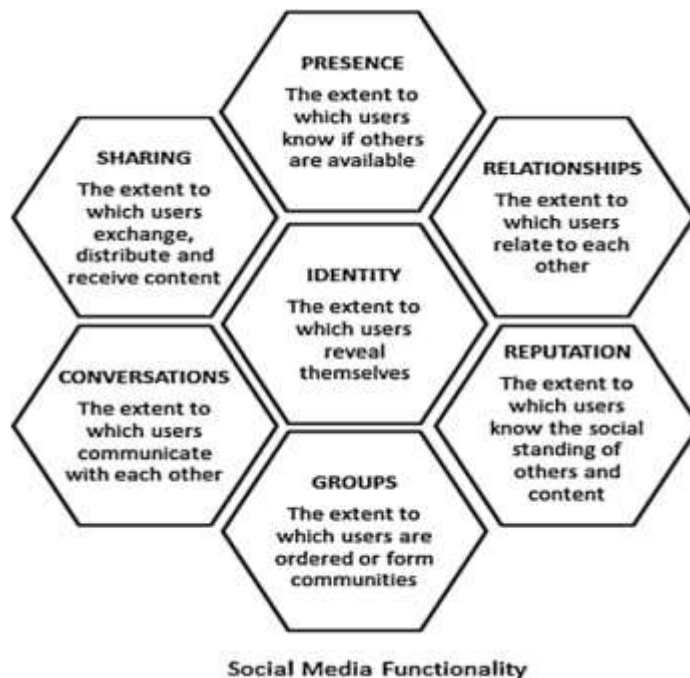 PRESENCE
The extent to
which users
know if others
are available
SHARING
The extent to
which users
exchange,
distribute and
receive content
RELATIONSHIPS
The extent to
which users
relate to each
other
IDENTITY
The extent to
which users
reveal
themselves
CONVERSATIONS
The extent to
which users
communicate
with each other
REPUTATION
The extent to
which users
know the social
standing of
others and
content
GROUPS
The extent to
which users are
ordered or form
communities
Social Media Functionality